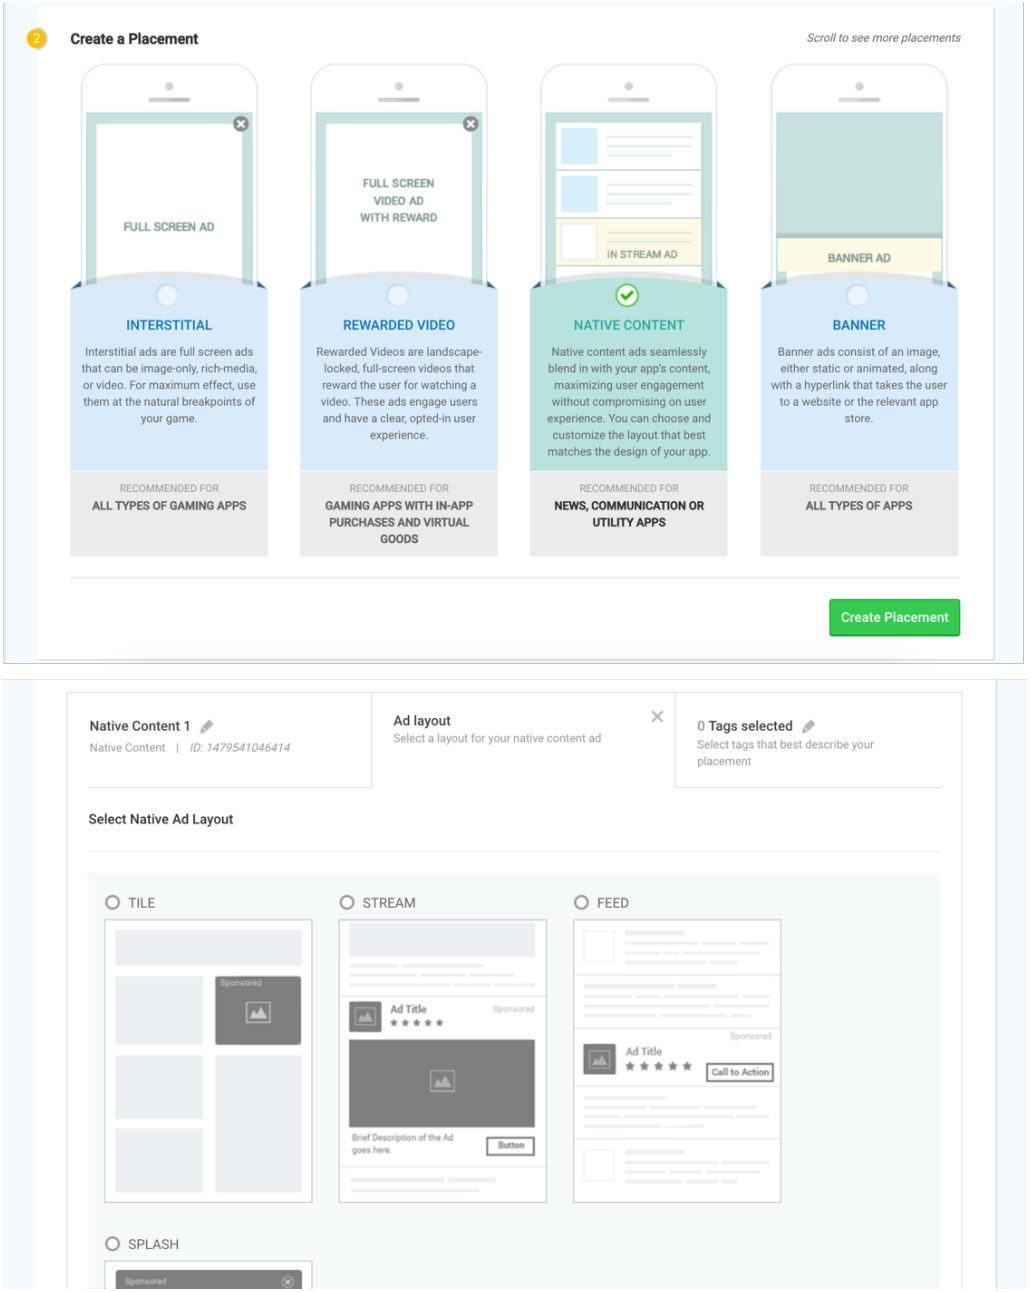 2
Create a Placement
Scroll to see more placements
FULL SCREEN AD
INTERSTITIAL
Interstitial ads are full screen ads
that can be image-only, rich-media,
or video. For maximum effect, use
them at the natural breakpoints of
your game.
RECOMMENDED FOR
ALL TYPES OF GAMING APPS
FULL SCREEN
VIDEO AD
WITH REWARD
REWARDED VIDEO
Rewarded Videos are landscape-
locked, full-screen videos that
reward the user for watching a
video. These ads engage users
and have a clear, opted-in user
experience.
RECOMMENDED FOR
GAMING APPS WITH IN-APP
PURCHASES AND VIRTUAL
GOODS
IN STREAM AD
NATIVE CONTENT
Native content ads seamlessly
blend in with your app's content,
maximizing user engagement
without compromising on user
experience. You can choose and
customize the layout that best
matches the design of your app.
RECOMMENDED FOR
NEWS, COMMUNICATION OR
UTILITY APPS
BANNER AD
BANNER
Banner ads consist of an image,
either static or animated, along
with a hyperlink that takes the user
to a website or the relevant app
store.
RECOMMENDED FOR
ALL TYPES OF APPS
Create Placement
Native Content 1
Native Content | ID: 1479541046414
Ad layout
Select a layout for your native content ad
0 Tags selected
Select tags that best describe your
placement
Select Native Ad Layout
TILE
Sponsored
STREAM
Ad Title
Sponsored
Brief Description of the Ad
goes here.
Button
FEED
Sponsored
Ad Title
Call to Action
SPLASH
Sponsored